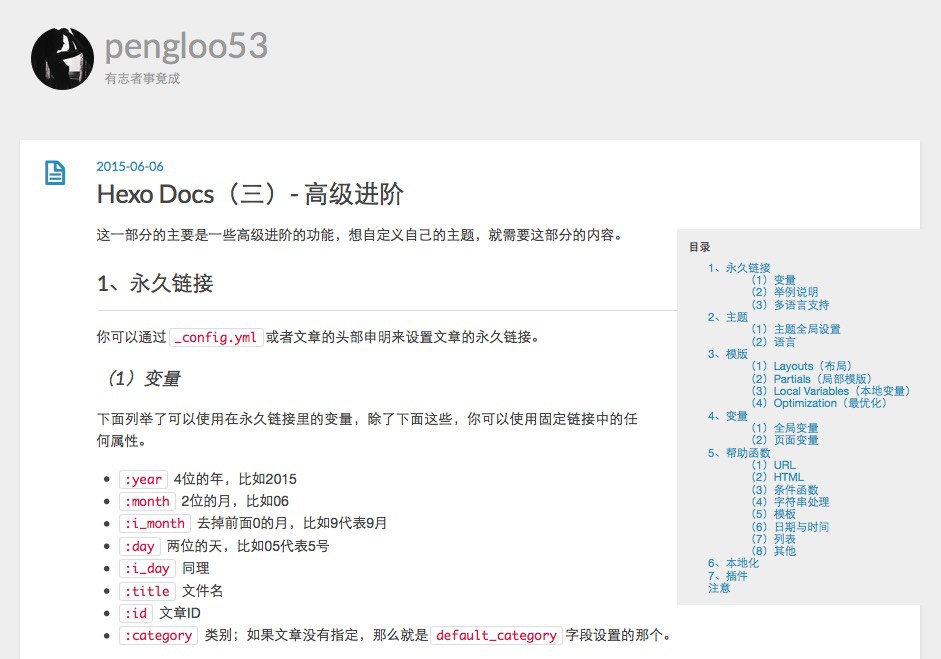 pengloo53
有志者事竟成
2015-06-06
Hexo Docs（三）- 高级进阶
这一部分的主要是一些高级进阶的功能，想自定义自己的主题，就需要这部分的内容。
1、永久链接
你可以通过 _config.yml 或者文章的头部申明来设置文章的永久链接。
（1）变量
下面列举了可以使用在永久链接里的变量，除了下面这些，你可以使用固定链接中的任
何属性。
:year 4位的年，比如2015
:month 2位的月，比如06
:i_month 去掉前面0的月，比如9代表9月
:day 两位的天，比如05代表5号
:i_day 同理
:title 文件名
:id 文章ID
:category 类别；如果文章没有指定，那么就是 default_category 字段设置的那个。
目录
1、永久链接
（1）变量
（2）举例说明
（3）多语言支持
2、主题
（1）主题全局设置
（2）语言
3、模版
（1）Layouts（布局）
（2）Partials（局部模版）
（3）Local Variables（本地变量）
（4）Optimization（最优化）
4、变量
（1）全局变量
（2）页面变量
5、帮助函数
（1）URL
（2）HTML
（3）条件函数
（4）字符串处理
（5）模板
（6）日期与时间
（7）列表
（8）其他
6、本地化
7、插件
注意